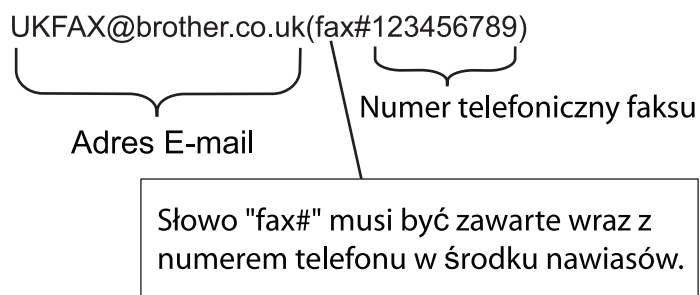 UKFAX@brother.co.uk(fax#123456789)
Numer telefoniczny faksu
Adres E-mail
Słowo "fax#" musi być zawarte wraz z
numerem telefonu w środku nawiasów.